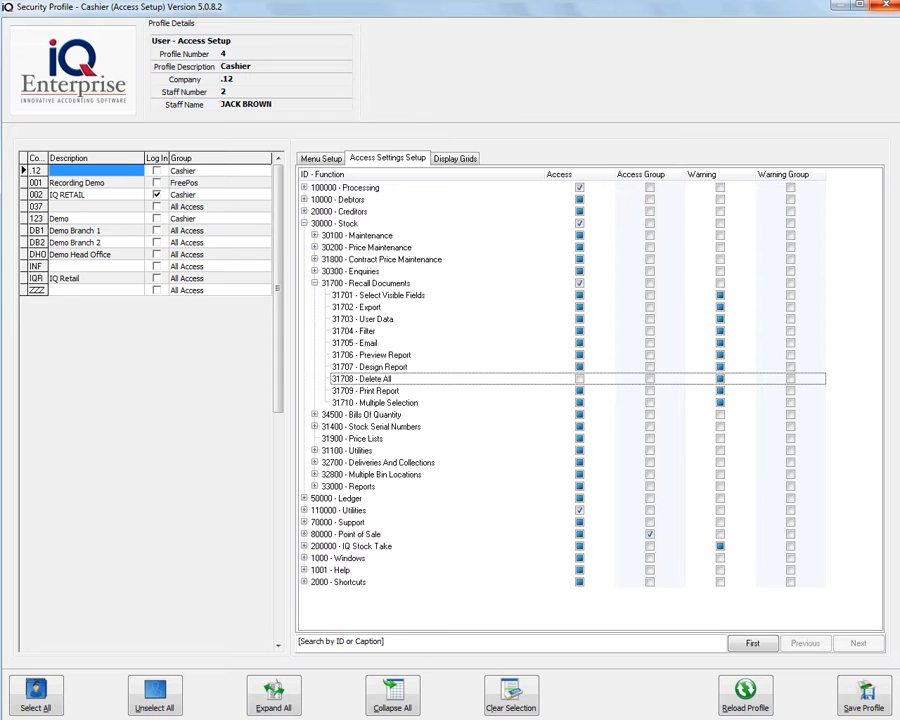 Security Profile - Cashier (Access Setup) Version 5.0.8.2
Profile Details
iQ
Enterprise
INNOVATIVE ACCOUNTING SOFTWARE
User - Access Setup
Profile Number 4
Profile Description Cashier
Company .12
Staff Number 2
Staff Name JACK BROWN
Co... Description Log In Group
.12 Cashier
001 Recording Demo FreePos
002 IQ RETAIL Cashier
037 All Access
123 Demo Cashier
DB1 Demo Branch 1 All Access
DB2 Demo Branch 2 All Access
DHO Demo Head Office All Access
INF All Access
IQR IQ Retail All Access
ZZZ All Access
Menu Setup Access Settings Setup Display Grids
ID - Function Access Access Group Warning Warning Group
100000 - Processing
10000 - Debtors
20000 - Creditors
30000 - Stock
30100 - Maintenance
30200 - Price Maintenance
31800 - Contract Price Maintenance
30300 - Enquiries
31700 - Recall Documents
31701 - Select Visible Fields
31702 - Export
31703 - User Data
31704 - Filter
31705 - Email
31706 - Preview Report
31707 - Design Report
31708 - Delete All
31709 - Print Report
31710 - Multiple Selection
34500 - Bills Of Quantity
31400 - Stock Serial Numbers
31900 - Price Lists
31100 - Utilities
32700 - Deliveries And Collections
32800 - Multiple Bin Locations
33000 - Reports
50000 - Ledger
110000 - Utilities
70000 - Support
80000 - Point of Sale
200000 - IQ Stock Take
1000 - Windows
1001 - Help
2000 - Shortcuts
[Search by ID or Caption] First Previous Next
Select All Unselect All Expand All Collapse All Clear Selection Reload Profile Save Profile